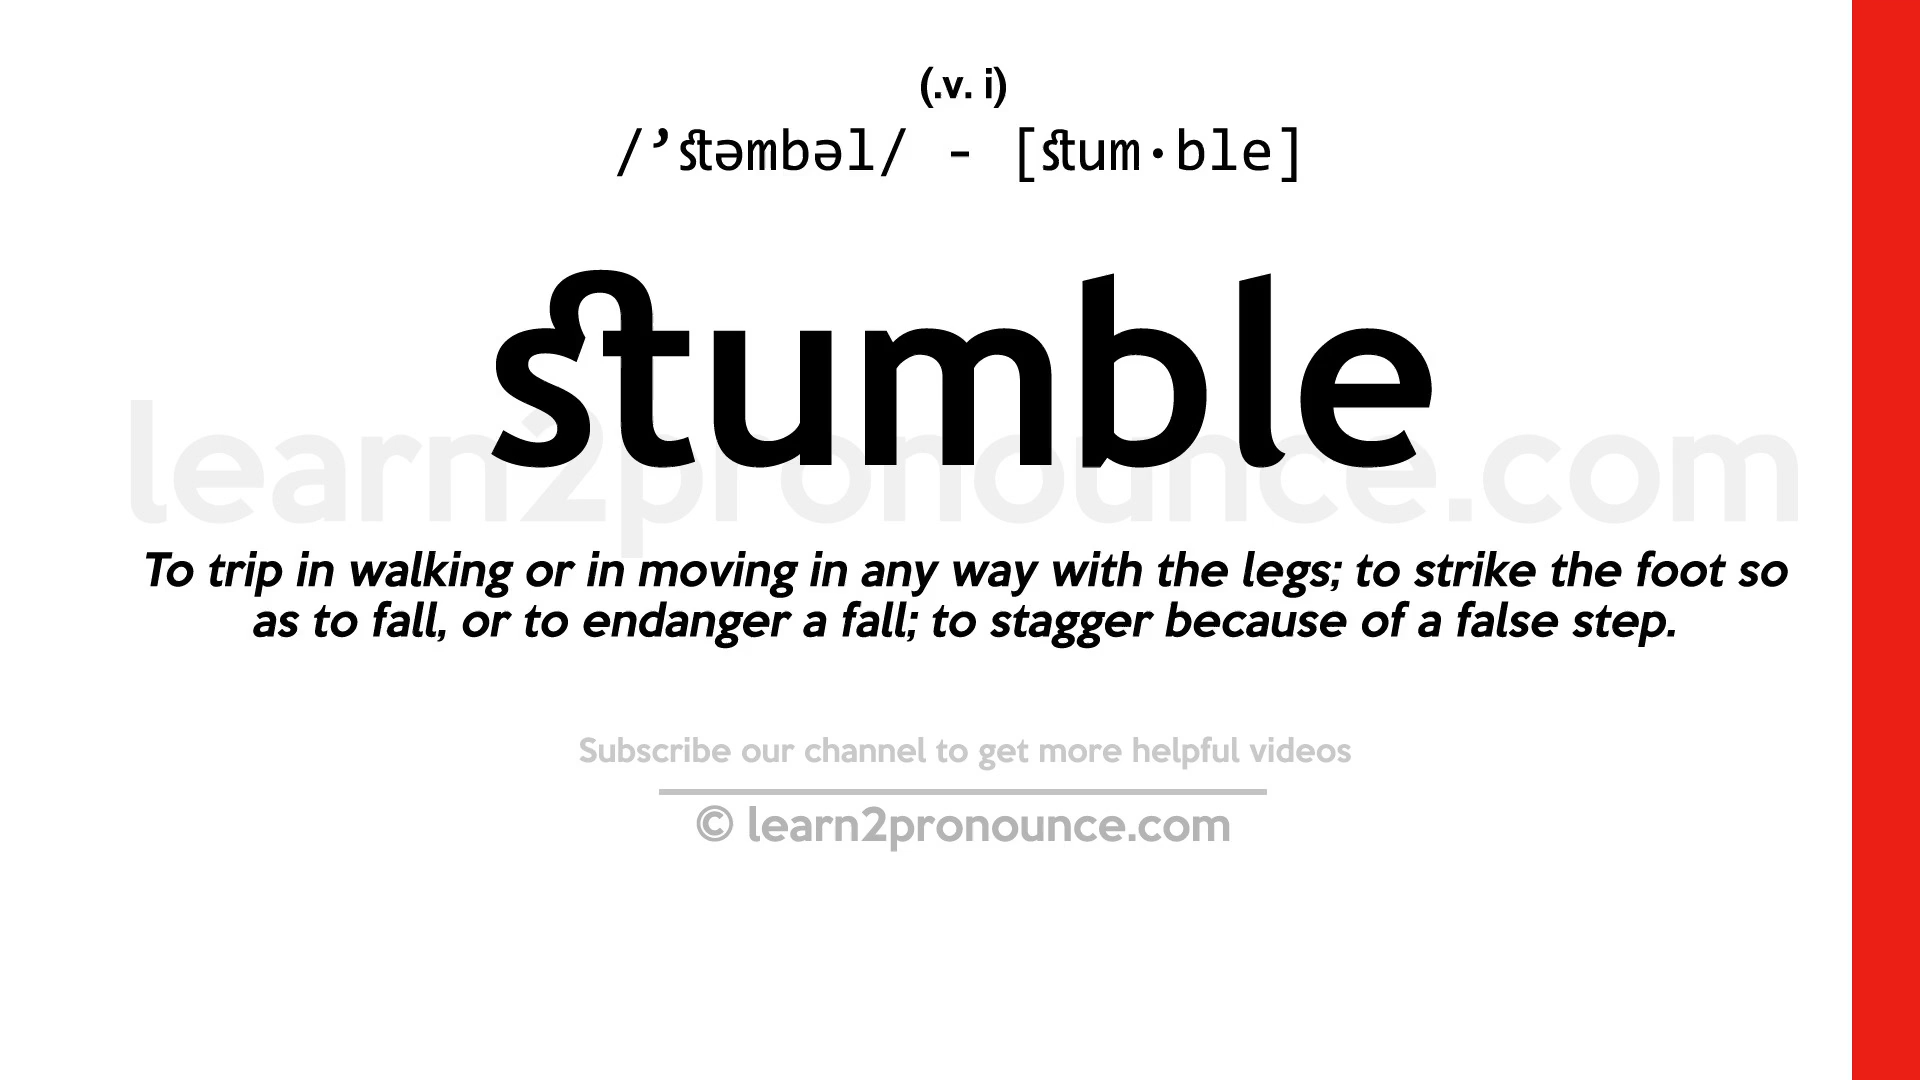 (.v. i)
/’stəmbəl/ - [stum·ble]
stumble
learn2pronounce.com
To trip in walking or in moving in any way with the legs; to strike the foot so
as to fall, or to endanger a fall; to stagger because of a false step.
Subscribe our channel to get more helpful videos
© learn2pronounce.com